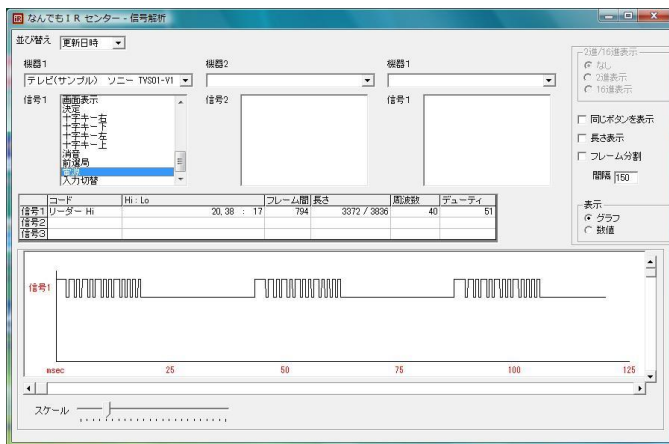 なんでもIR センター - 信号解析
並び替え 更新日時
機器1 機器2 機器1
テレビ(サンプル) ソニー TVS01-V1
信号1 信号2 信号1
画面表示
決定
十字キー右
十字キー下
十字キー左
十字キー上
消音
前選局
電源
入力切替
2進/16進表示
なし
2進表示
16進表示
同じボタンを表示
長さ表示
フレーム分割
間隔 150
表示
グラフ
数値
コード Hi : Lo フレーム間 長さ 周波数 デューティ
信号1 リーダー Hi 20,38 : 17 794 3372 / 3836 40 51
信号2
信号3
信号1
msec 25 50 75 100 125
スケール